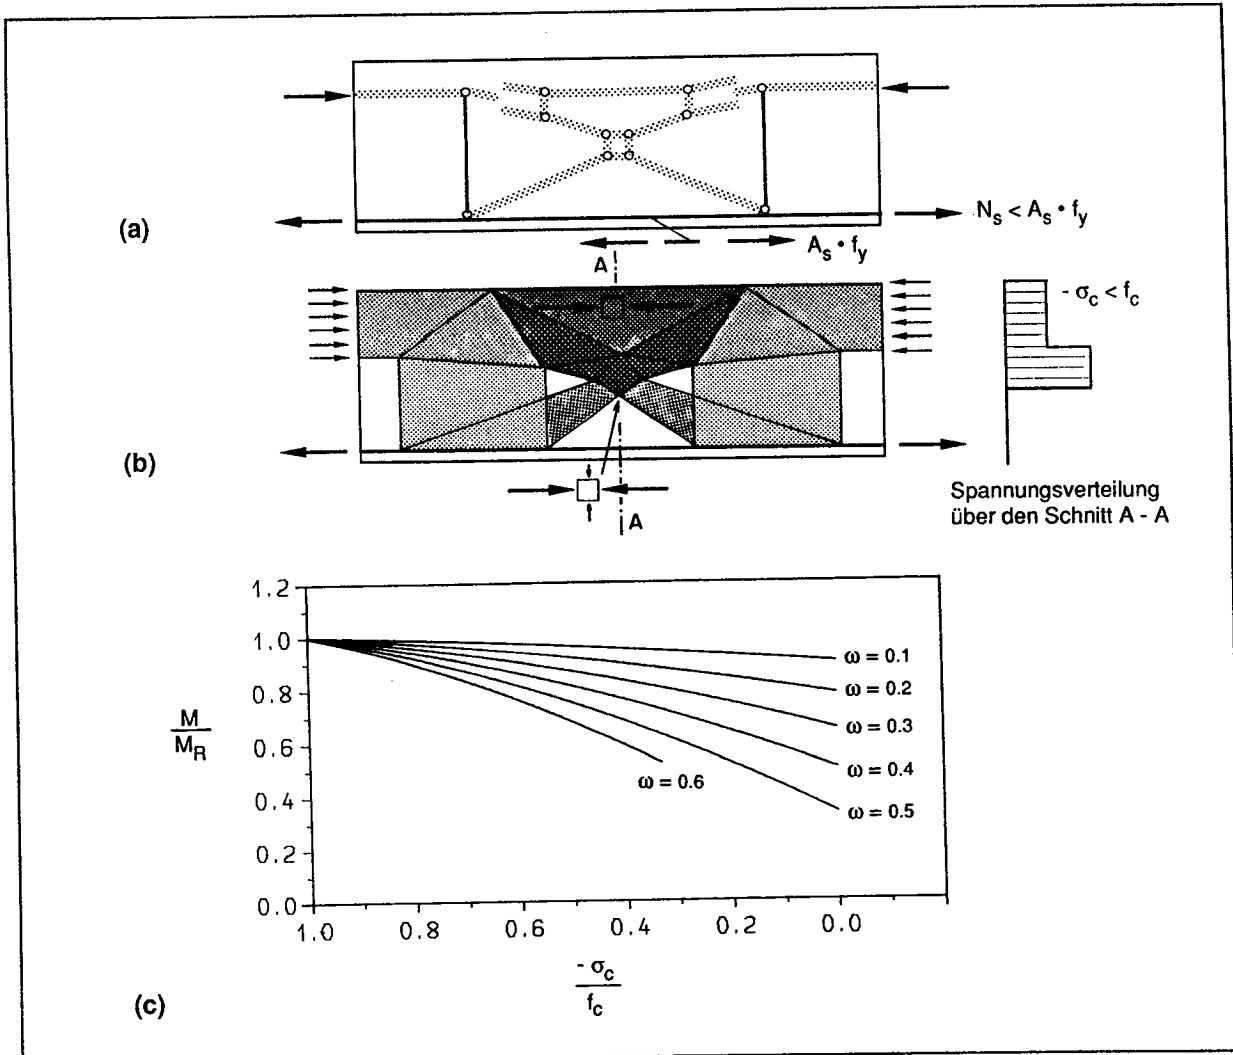 (a)
N_s < A_s • f_y
A_s • f_y
A
- σ_c < f_c
(b)
A
Spannungsverteilung
über den Schnitt A - A
1.2
1.0
0.8
0.6
0.4
0.2
0.0
M
M_R
ω = 0.1
ω = 0.2
ω = 0.3
ω = 0.4
ω = 0.5
ω = 0.6
1.0 0.8 0.6 0.4 0.2 0.0
- σ_c
f_c
(c)